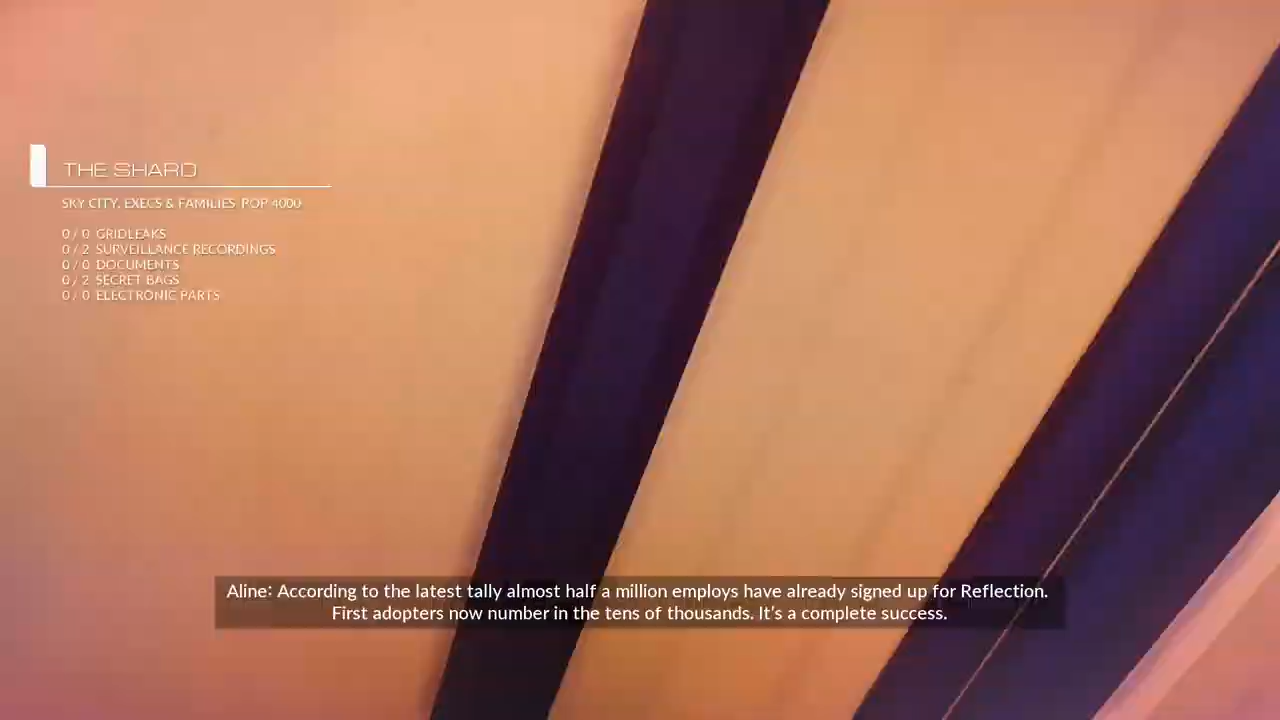 THE SHARD
SKY CITY. EXECS & FAMILIES. POP 4000
0 / 0 GRIDLEAKS
0 / 2 SURVEILLANCE RECORDINGS
0 / 0 DOCUMENTS
0 / 2 SECRET BAGS
0 / 0 ELECTRONIC PARTS
Aline: According to the latest tally almost half a million employs have already signed up for Reflection.
First adopters now number in the tens of thousands. It's a complete success.